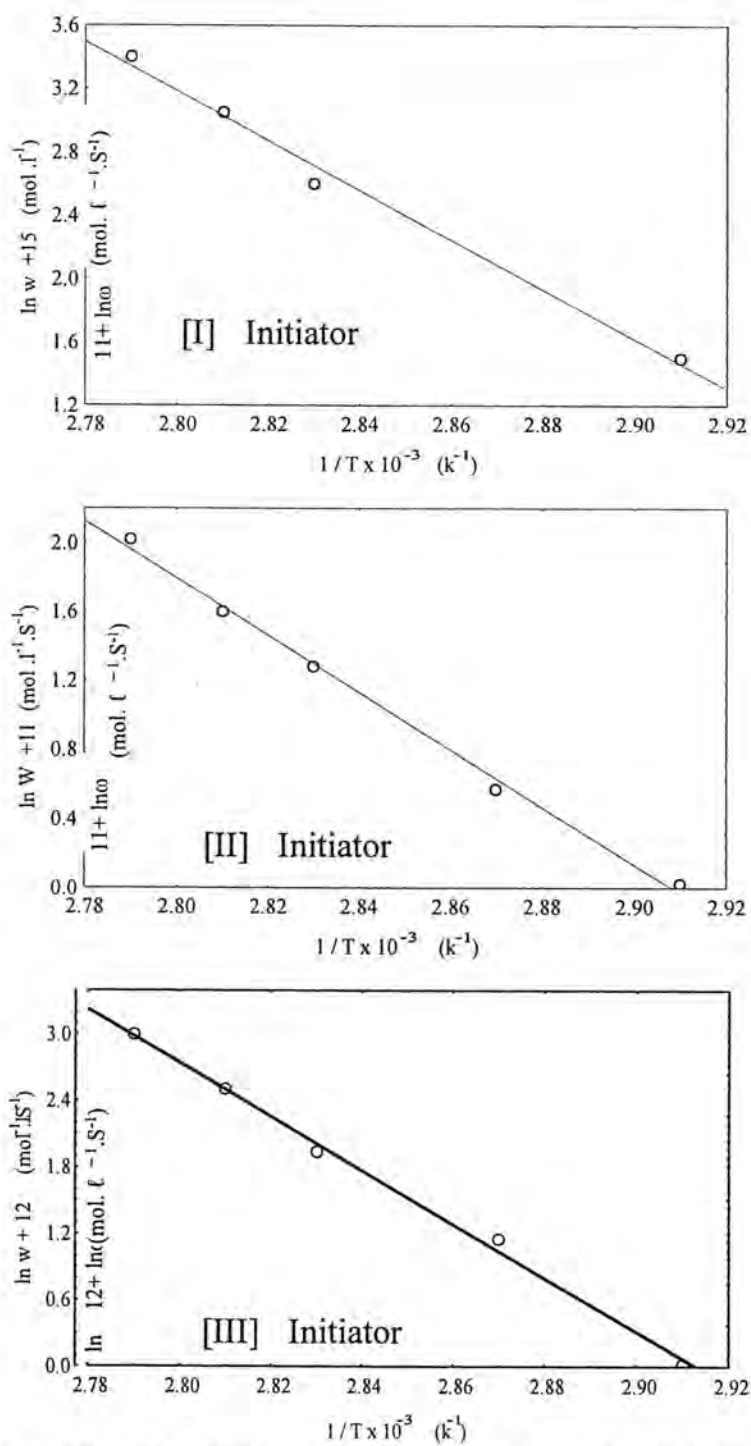 3.6
3.2
2.8
2.4
2.0
1.6
1.2
ln w +15 (mol .l⁻¹)
11+ lnω (mol. ℓ ⁻¹.S⁻¹)
[I] Initiator
2.78 2.80 2.82 2.84 2.86 2.88 2.90 2.92
1 / T x 10⁻³ (k⁻¹)
2.0
1.6
1.2
0.8
0.4
0.0
ln W +11 (mol .l⁻¹.S⁻¹)
11+ lnω (mol. ℓ ⁻¹.S⁻¹)
[II] Initiator
2.78 2.80 2.82 2.84 2.86 2.88 2.90 2.92
1 / T x 10⁻³ (k⁻¹)
3.0
2.4
1.8
1.2
0.6
0.0
ln w + 12 (mol⁻¹.lS⁻¹)
ln 12+ ln(mol. ℓ ⁻¹.S⁻¹)
[III] Initiator
2.78 2.80 2.82 2.84 2.86 2.88 2.90 2.92
1 / T x 10⁻³ (k⁻¹)